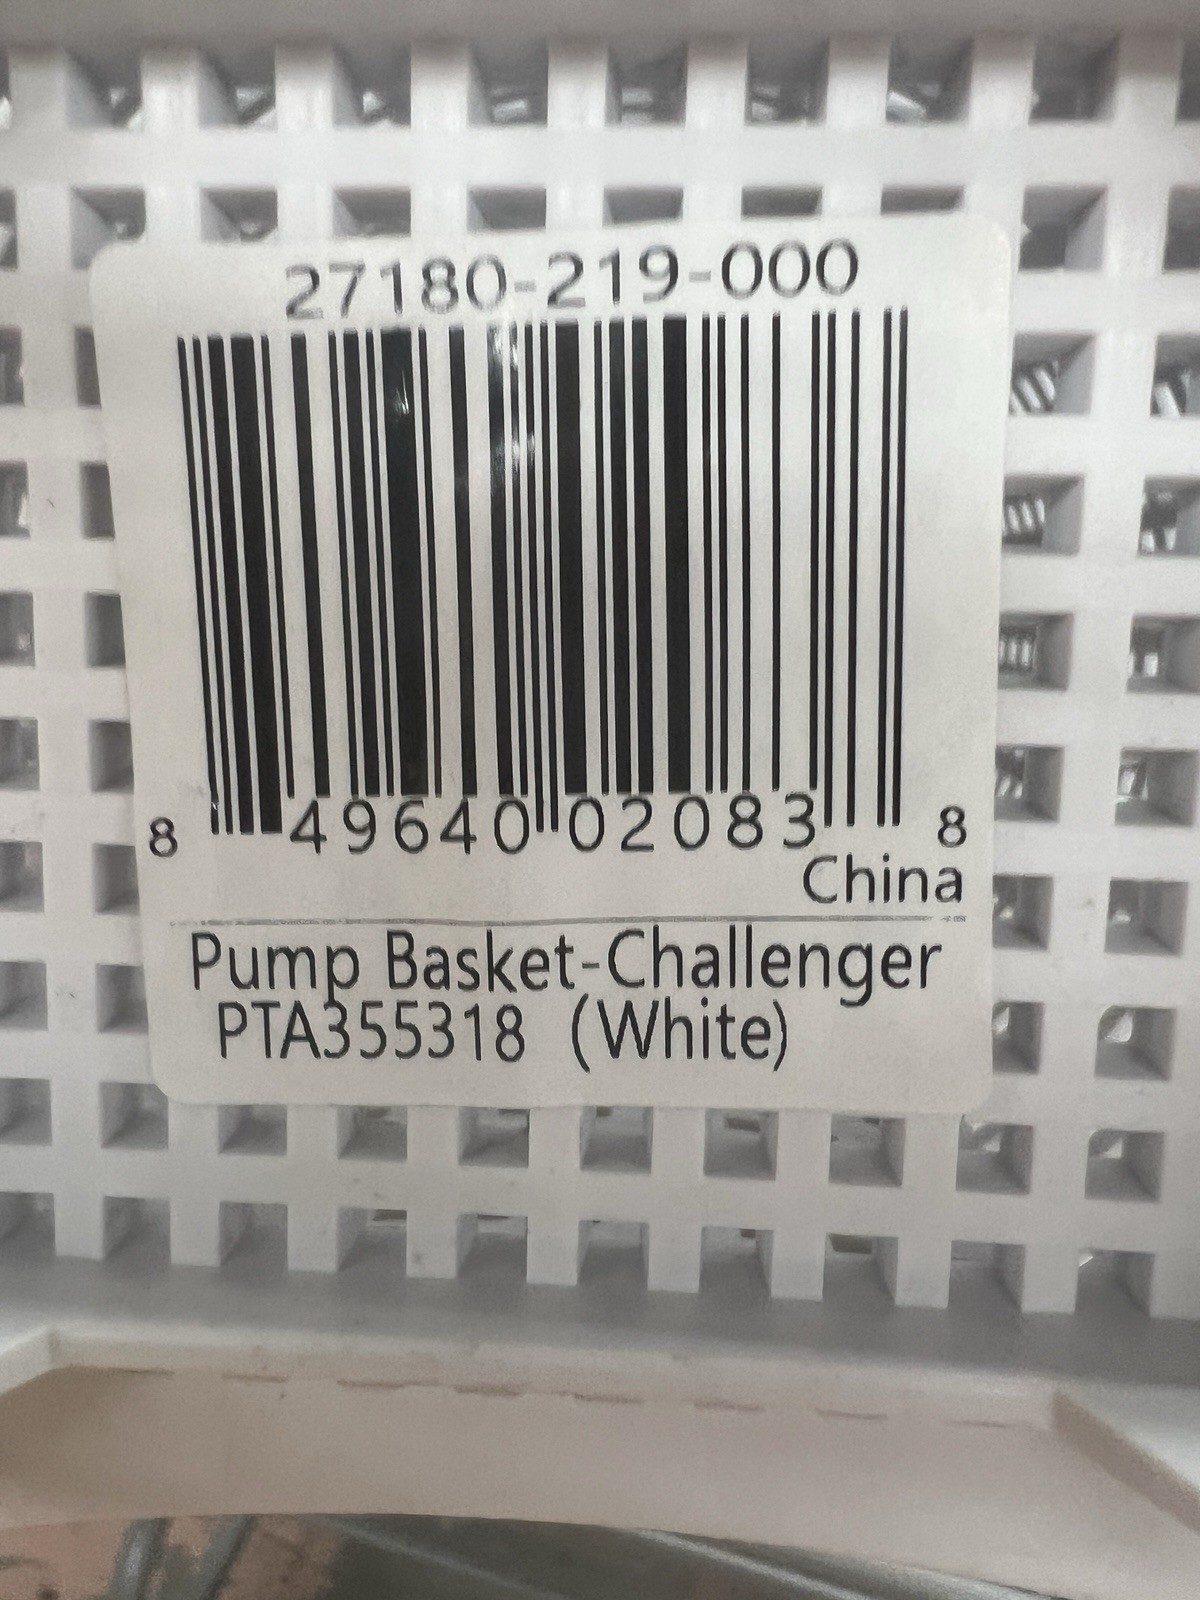 27180-219-000
8 49640 02083 8
China
Pump Basket-Challenger
PTA355318 (White)